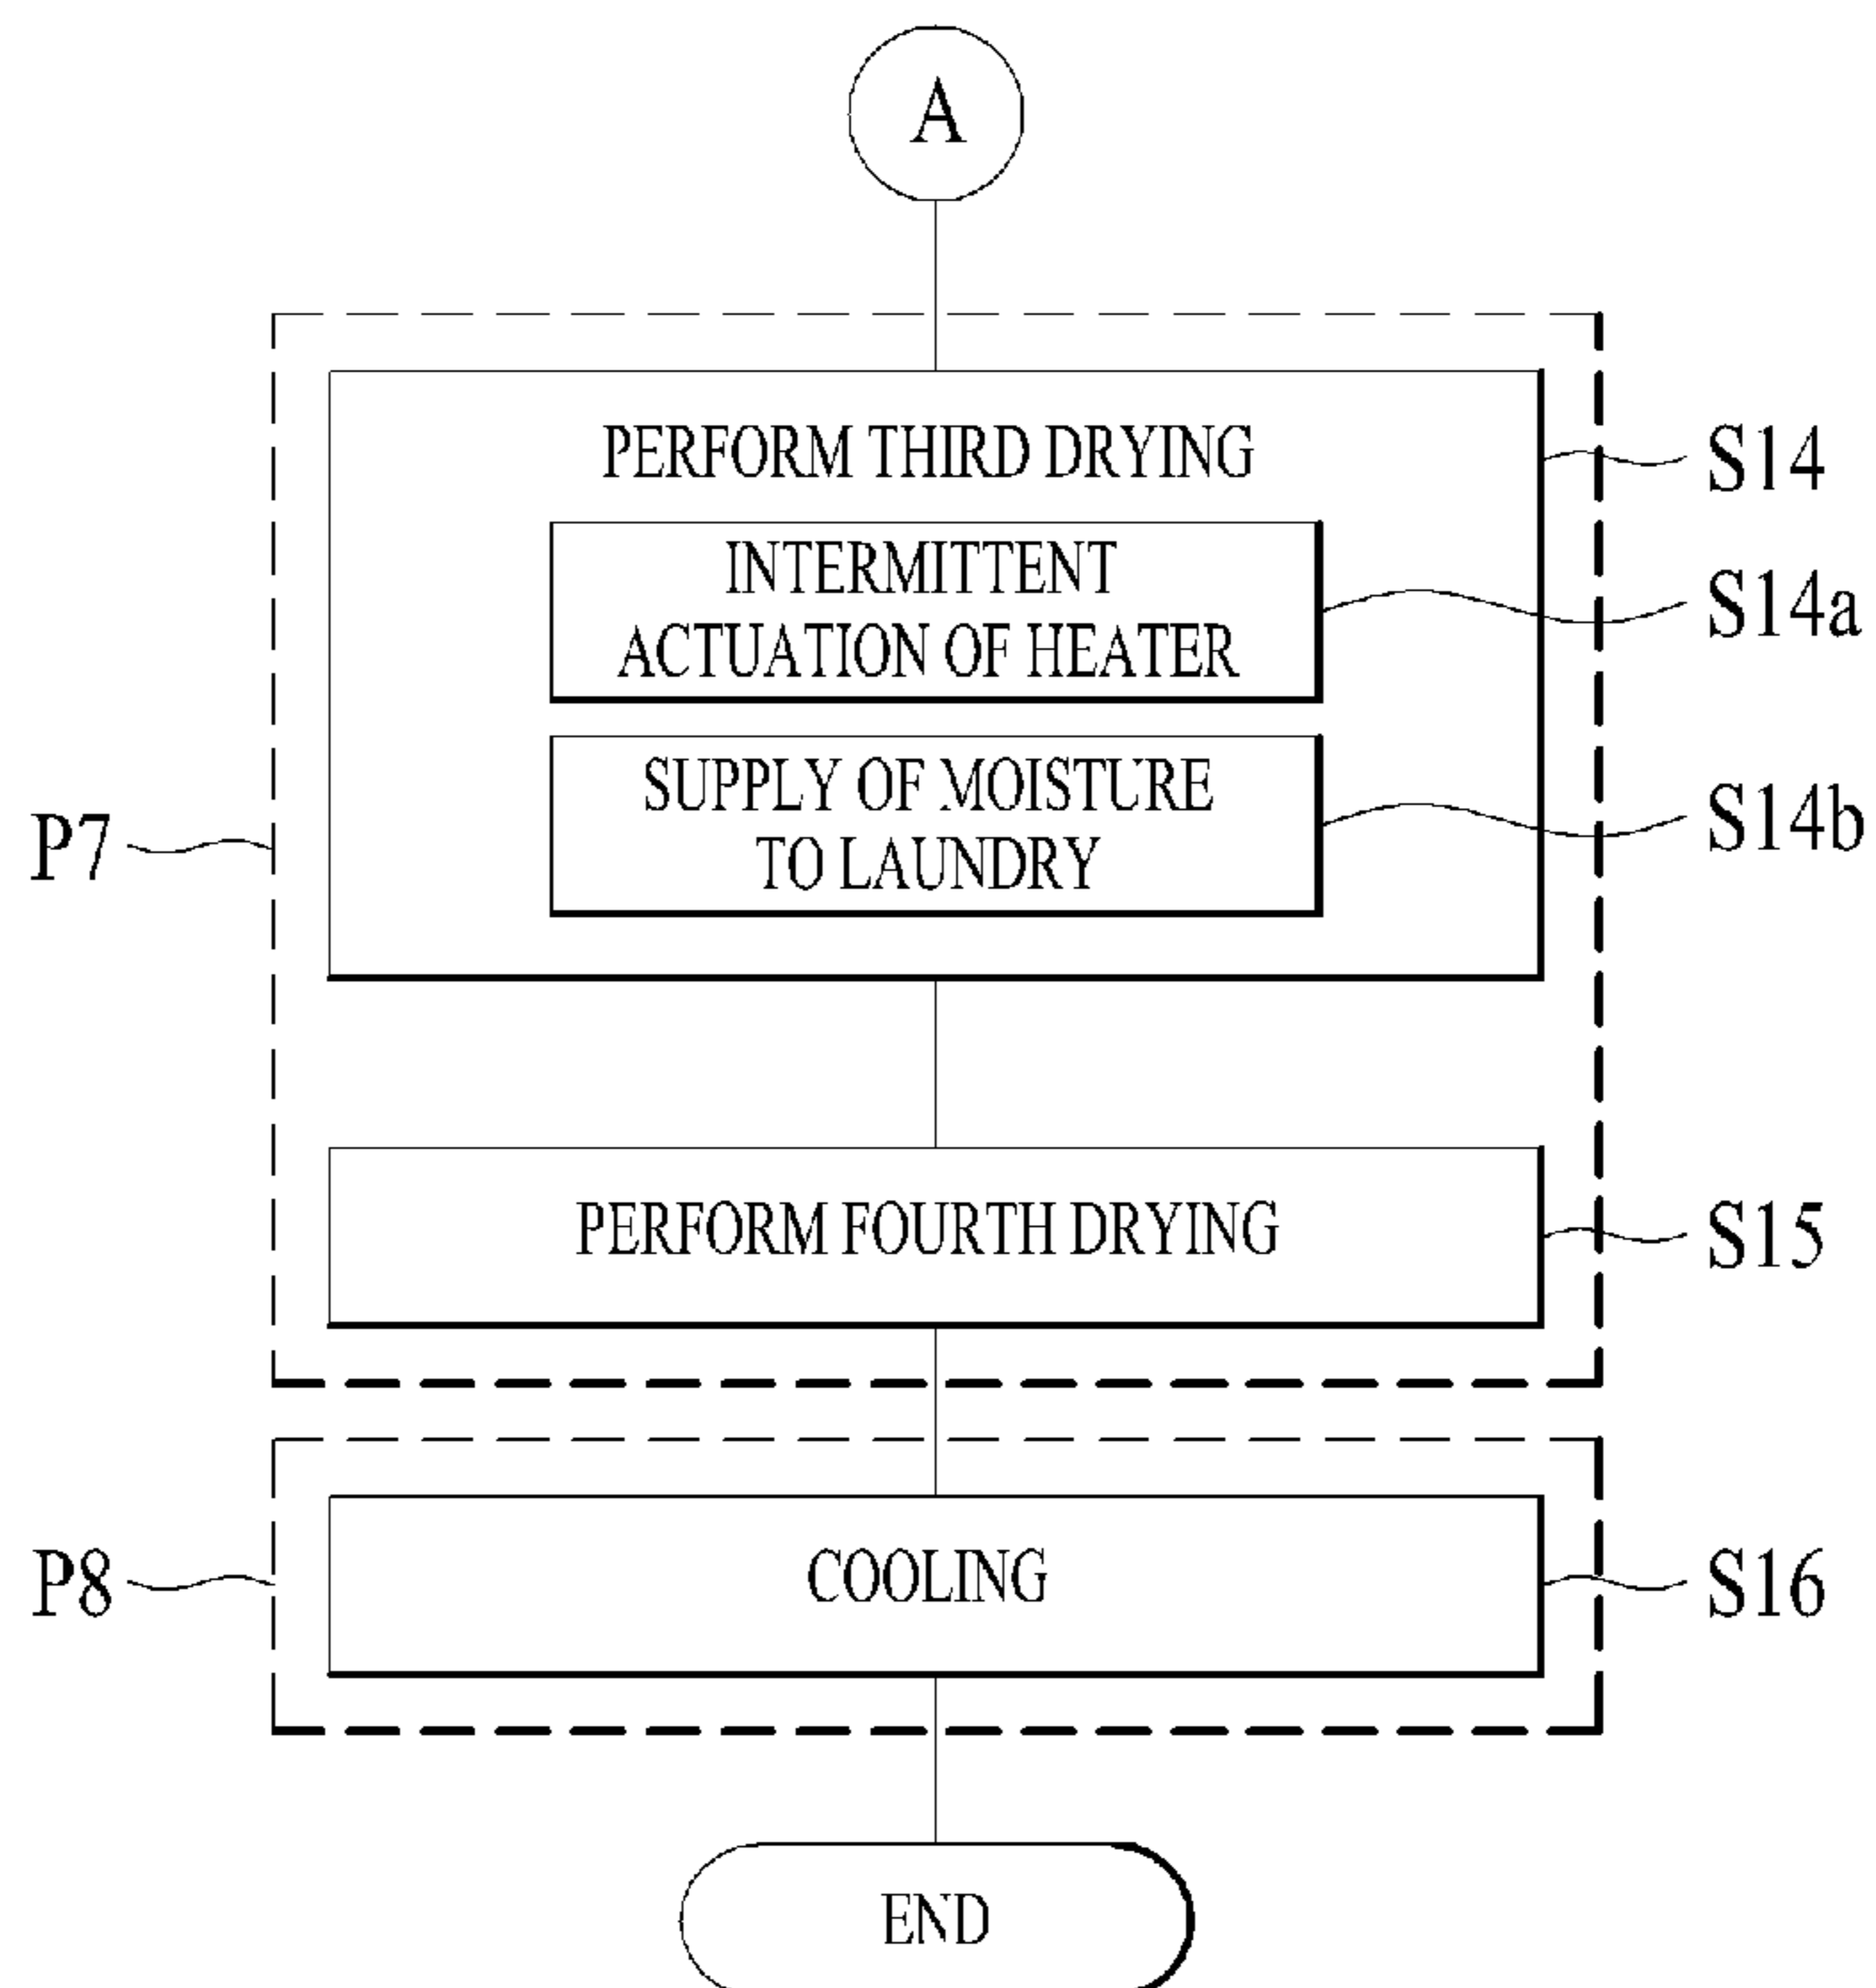 A
PERFORM THIRD DRYING
S14
INTERMITTENT
ACTUATION OF HEATER
S14a
SUPPLY OF MOISTURE
TO LAUNDRY
S14b
P7
PERFORM FOURTH DRYING
S15
COOLING
P8
S16
END